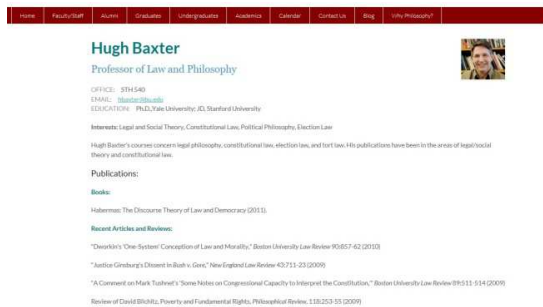 Home Faculty/Staff Alumni Graduates Undergraduates Academics Calendar Contact Us Blog Why Philosophy?
Hugh Baxter
Professor of Law and Philosophy
OFFICE: STH 540
EMAIL: hbaxter@bu.edu
EDUCATION: Ph.D., Yale University; JD, Stanford University
Interests: Legal and Social Theory, Constitutional Law, Political Philosophy, Election Law
Hugh Baxter's courses concern legal philosophy, constitutional law, election law, and tort law. His publications have been in the areas of legal/social
theory and constitutional law.
Publications:
Books:
Habermas: The Discourse Theory of Law and Democracy (2011).
Recent Articles and Reviews:
"Dworkin's 'One-System' Conception of Law and Morality," Boston University Law Review 90:857-62 (2010)
"Justice Ginsburg's Dissent in Bush v. Gore," New England Law Review 43:711-23 (2009)
"A Comment on Mark Tushnet's 'Some Notes on Congressional Capacity to Interpret the Constitution," Boston University Law Review 89:511-514 (2009)
Review of David Bilchitz, Poverty and Fundamental Rights, Philosophical Review, 118:253-55 (2009)